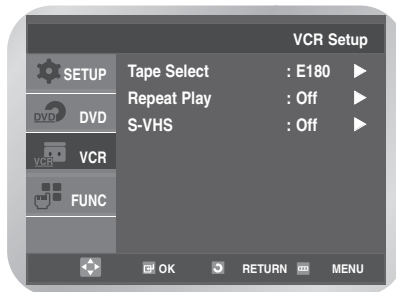 VCR Setup
SETUP
Tape Select : E180
Repeat Play : Off
DVD DVD
S-VHS : Off
VCR VCR
FUNC
OK RETURN MENU